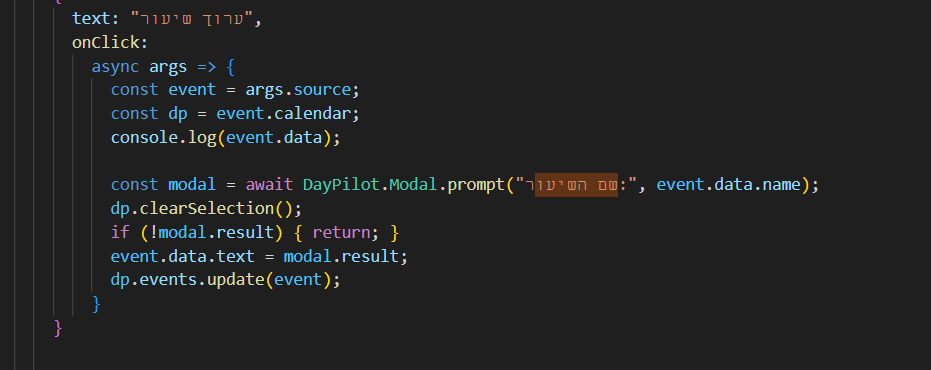 {
text: "ערוך שיעור",
onClick:
async args => {
const event = args.source;
const dp = event.calendar;
console.log(event.data);
const modal = await DayPilot.Modal.prompt("שם השיעור:", event.data.name);
dp.clearSelection();
if (!modal.result) { return; }
event.data.text = modal.result;
dp.events.update(event);
}
}